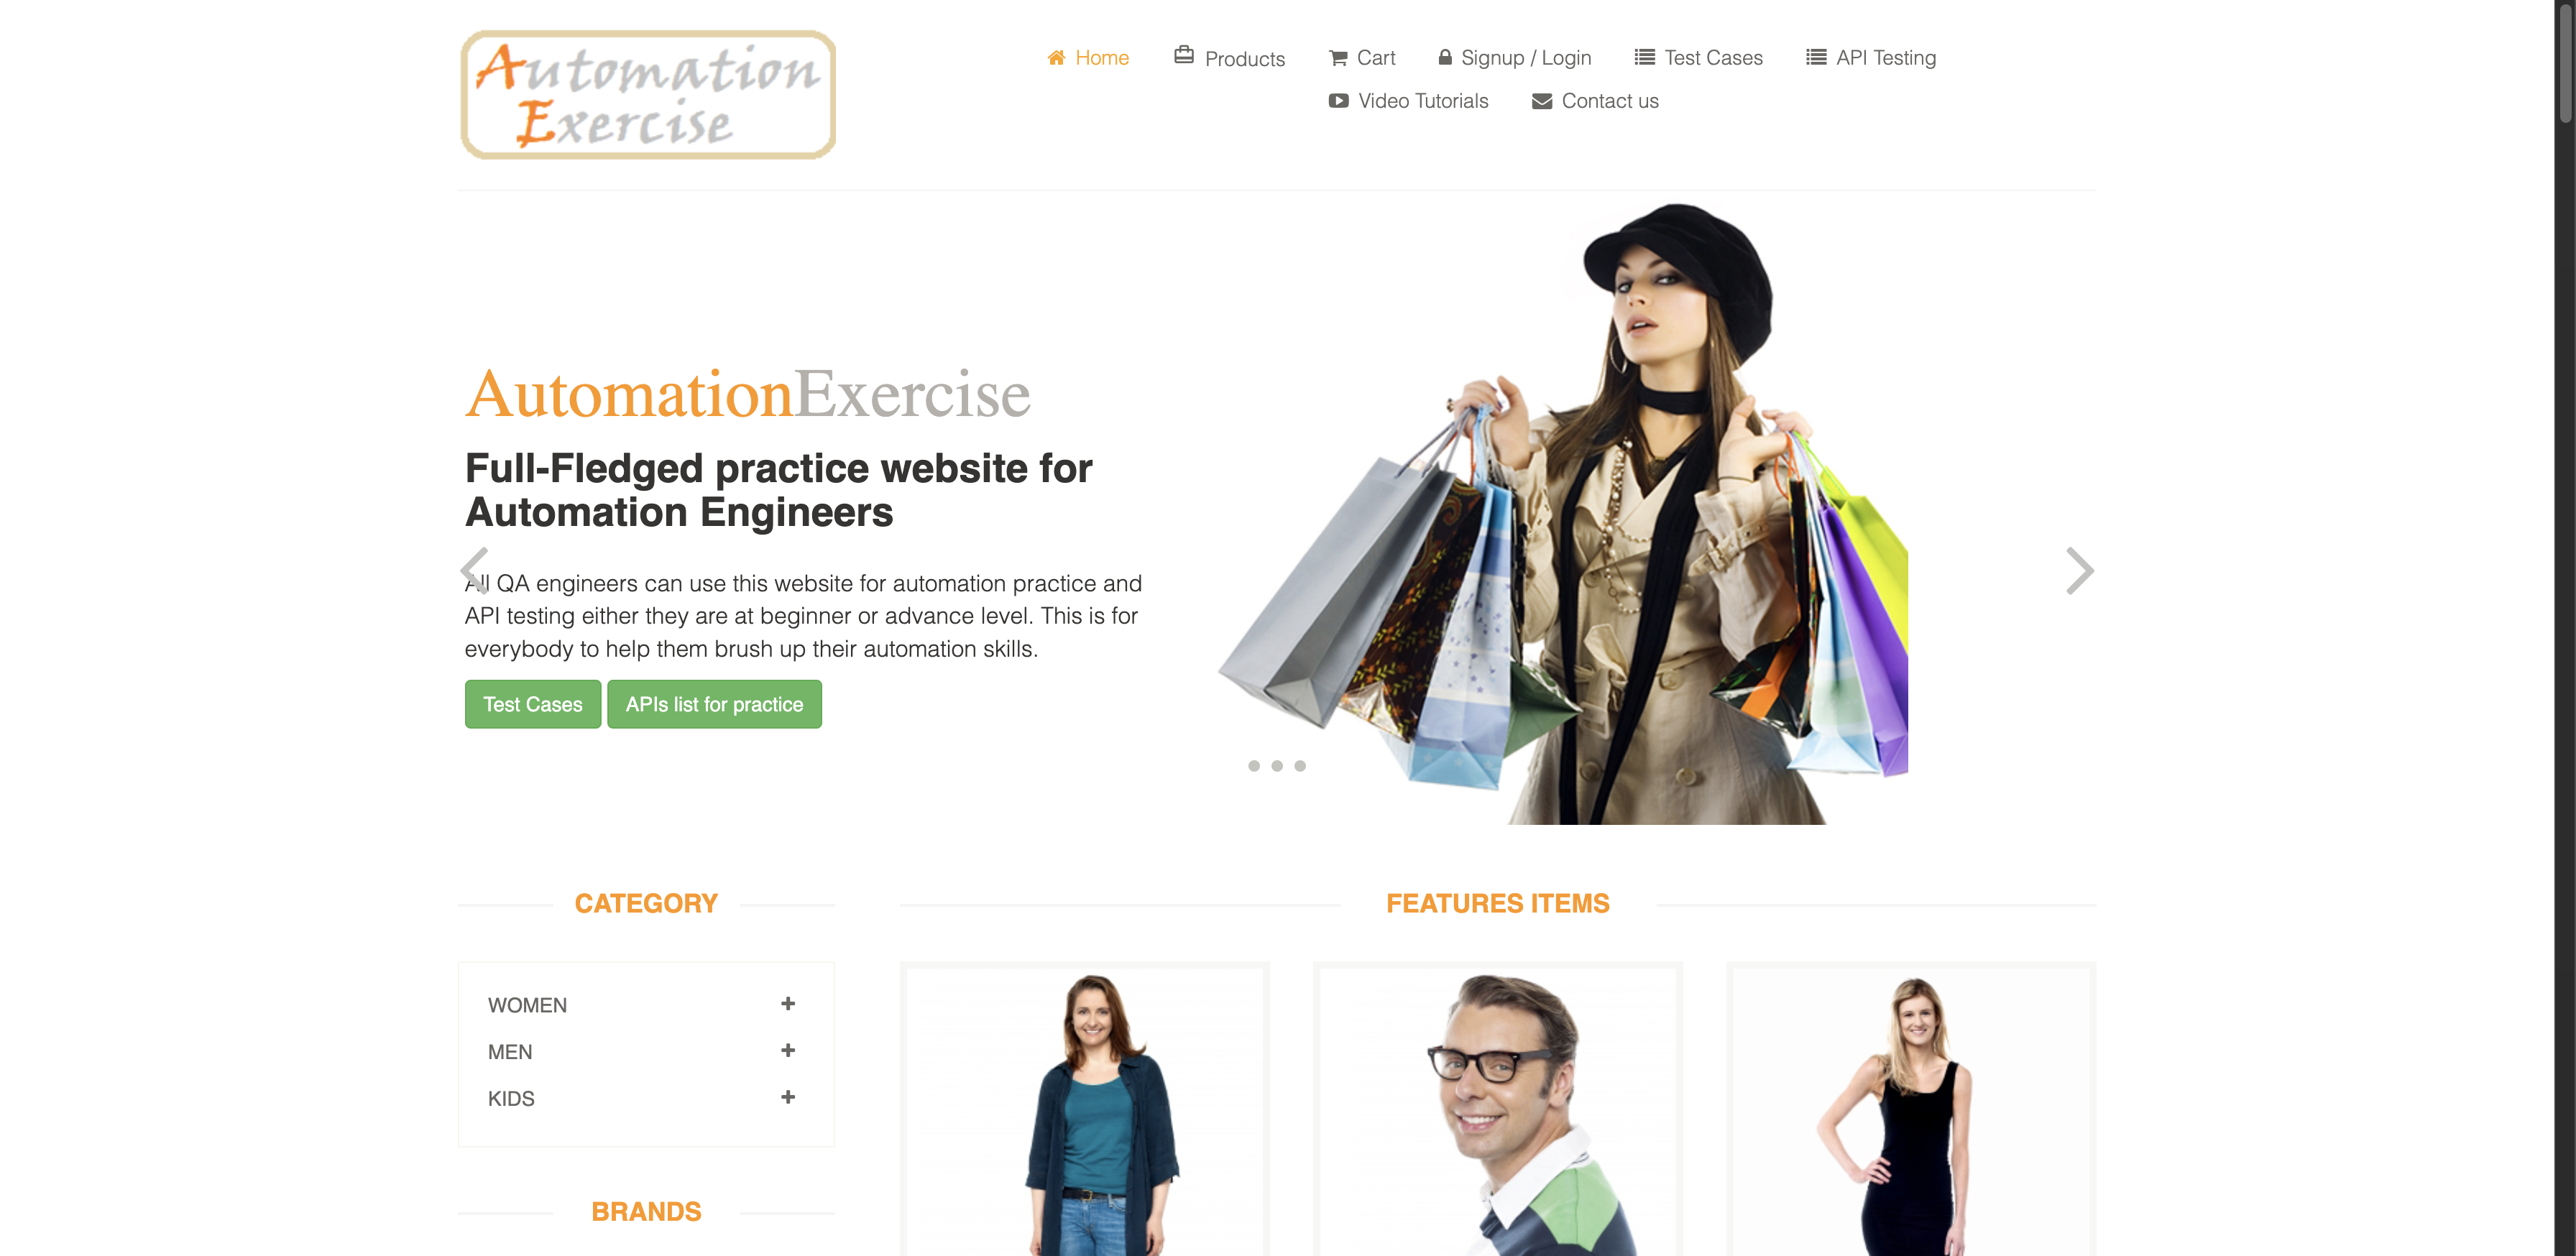 Automation
Exercise
Home Products Cart Signup / Login Test Cases API Testing
Video Tutorials Contact us
AutomationExercise
Full-Fledged practice website for
Automation Engineers
All QA engineers can use this website for automation practice and
API testing either they are at beginner or advance level. This is for
everybody to help them brush up their automation skills.
Test Cases APIs list for practice
CATEGORY
WOMEN
MEN
KIDS
BRANDS
FEATURES ITEMS